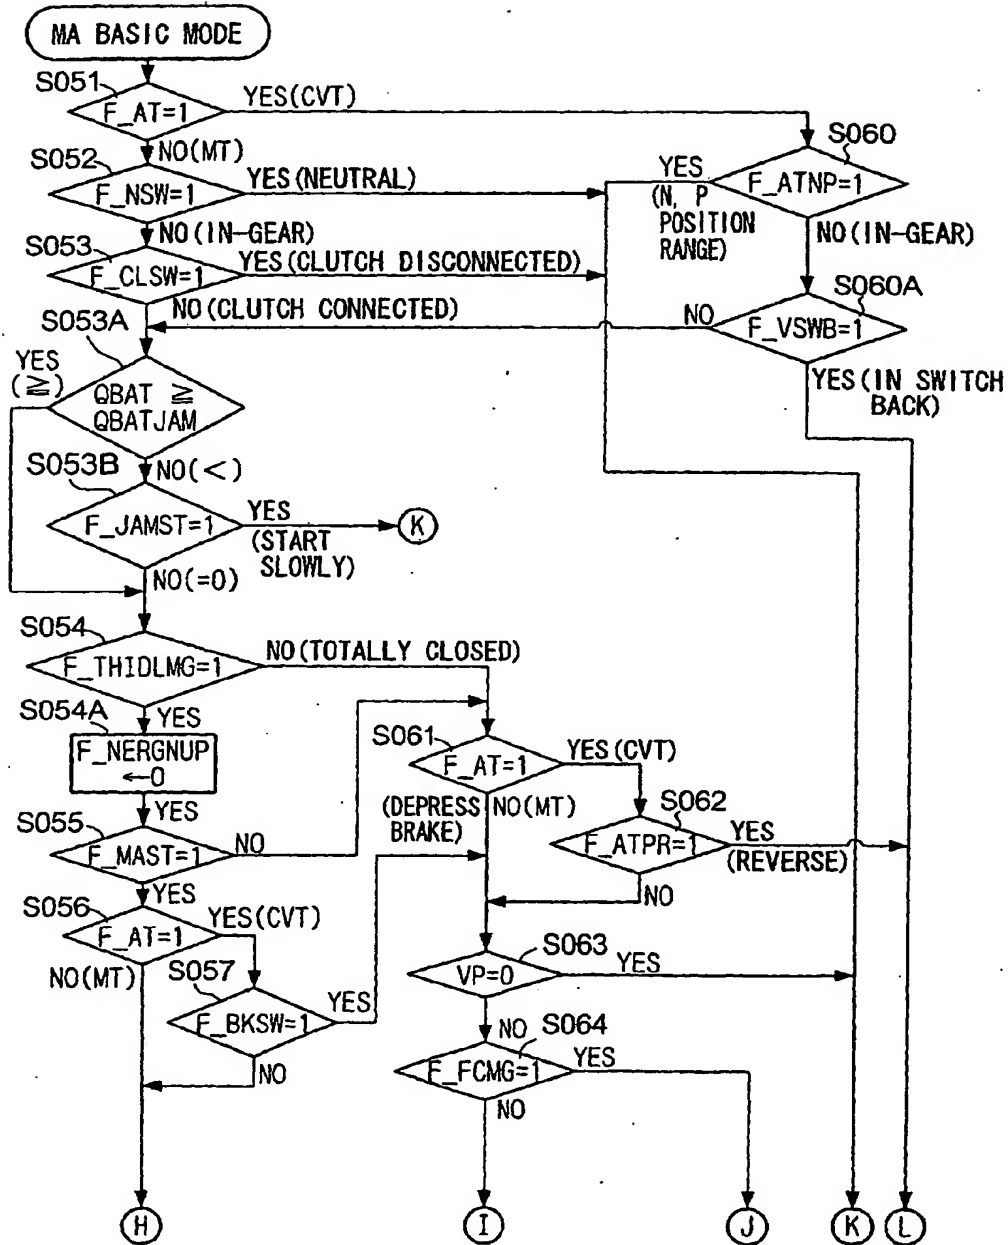 MA BASIC MODE
S051
F_AT=1
YES(CVT)
NO(MT)
S052
F_NSW=1
YES(NEUTRAL)
NO(IN-GEAR)
S053
F_CLSW=1
YES(CLUTCH DISCONNECTED)
NO(CLUTCH CONNECTED)
S060
F_ATNP=1
YES
(N, P
POSITION
RANGE)
NO(IN-GEAR)
S060A
F_VSWB=1
NO
YES(IN SWITCH
BACK)
S053A
YES
(≧)
QBAT ≧
QBATJAM
NO(<)
S053B
F_JAMST=1
YES
(START
SLOWLY)
K
NO(=0)
S054
F_THIDLMG=1
NO(TOTALLY CLOSED)
YES
S054A
F_NERGNUP
←0
YES
S055
F_MAST=1
NO
YES
S056
F_AT=1
YES(CVT)
NO(MT)
S057
F_BKSW=1
YES
NO
S061
F_AT=1
YES(CVT)
(DEPRESS
BRAKE)
NO(MT)
S062
F_ATPR=1
YES
(REVERSE)
NO
S063
VP=0
YES
NO
S064
F_FCMG=1
YES
NO
H
I
J
K
L